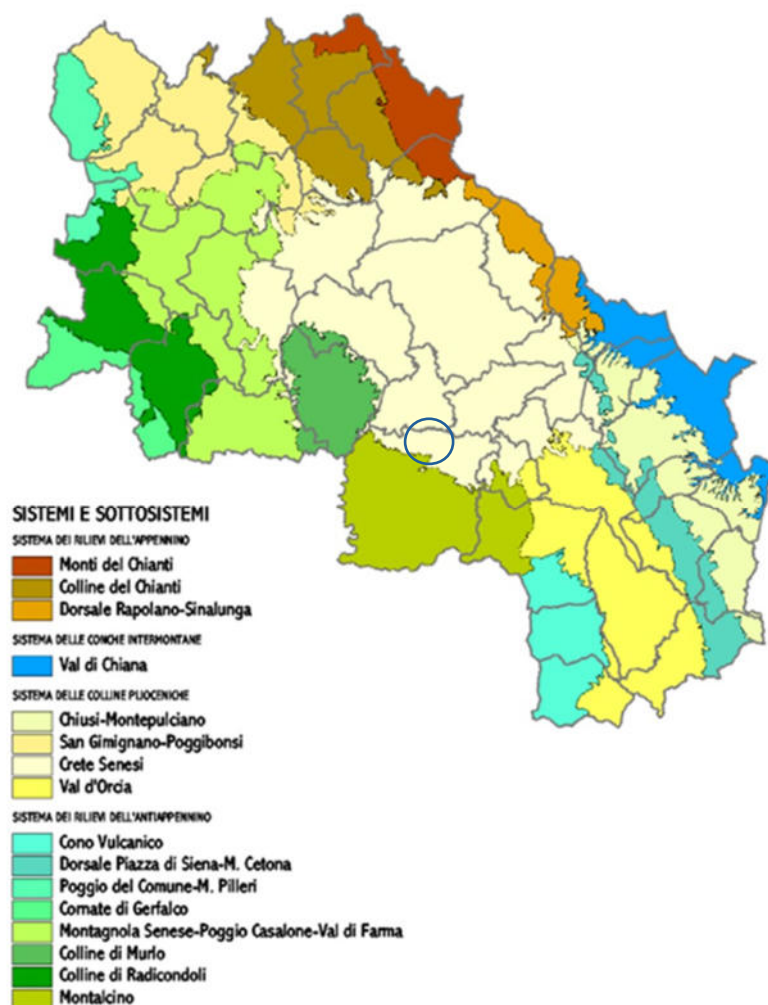 SISTEMI E SOTTOSISTEMI
SISTEMA DEI RILIEVI DELL'APPENNINO
Monti del Chianti
Colline del Chianti
Dorsale Rapolano-Sinalunga
SISTEMA DELLE CONCHE INTERMONTANE
Val di Chiana
SISTEMA DELLE COLLINE PLIOCENICHE
Chiusi-Montepulciano
San Gimignano-Poggibonsi
Crete Senesi
Val d'Orcia
SISTEMA DEI RILIEVI DELL'ANTIAPPENNINO
Cono Vulcanico
Dorsale Piazza di Siena-M. Cetona
Poggio del Comune-M. Pilleri
Cornate di Gerfalco
Montagnola Senese-Poggio Casalone-Val di Farma
Colline di Murlo
Colline di Radicondoli
Montalcino